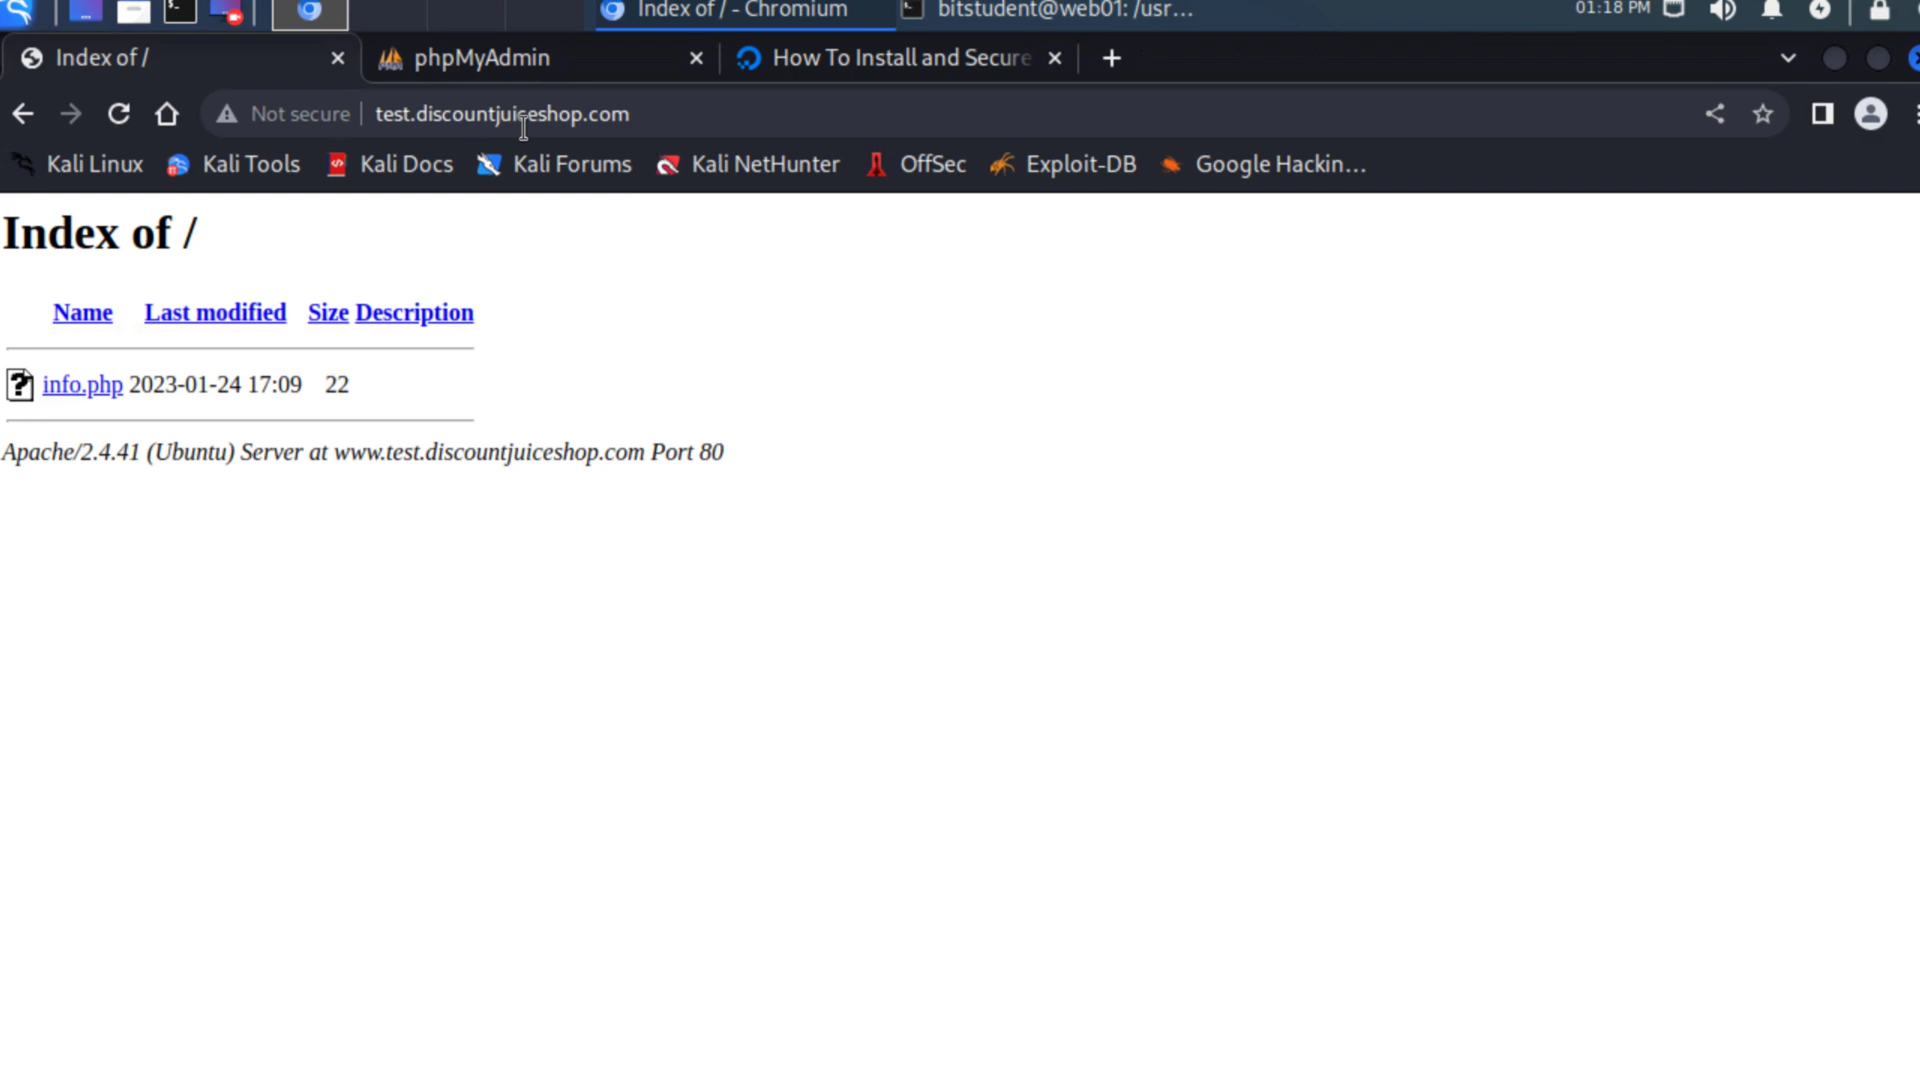 Index of / - Chromium bitstudent@web01: /usr... 01:18 PM
Index of / phpMyAdmin How To Install and Secure
Not secure test.discountjuiceshop.com
Kali Linux Kali Tools Kali Docs Kali Forums Kali NetHunter OffSec Exploit-DB Google Hackin...
Index of /
Name Last modified Size Description
info.php 2023-01-24 17:09 22
Apache/2.4.41 (Ubuntu) Server at www.test.discountjuiceshop.com Port 80